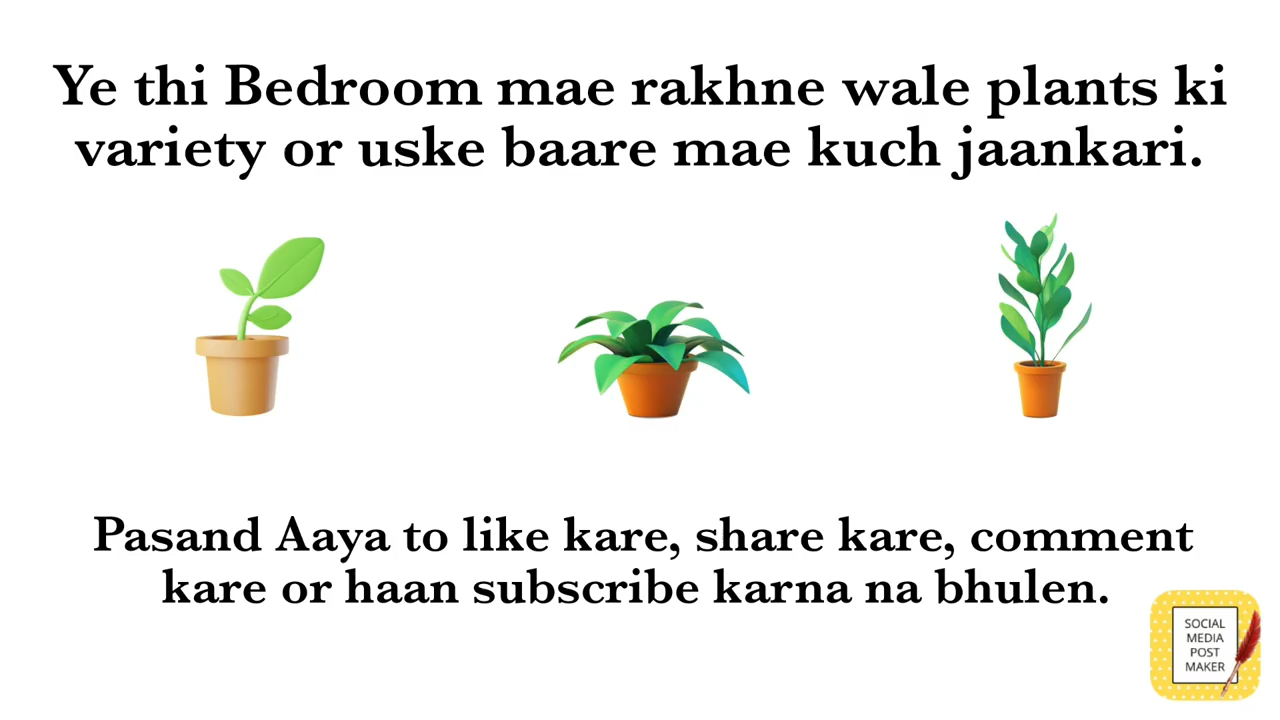 Ye thi Bedroom mae rakhne wale plants ki
variety or uske baare mae kuch jaankari.
Pasand Aaya to like kare, share kare, comment
kare or haan subscribe karna na bhulen.
SOCIAL
MEDIA
POST
MAKER